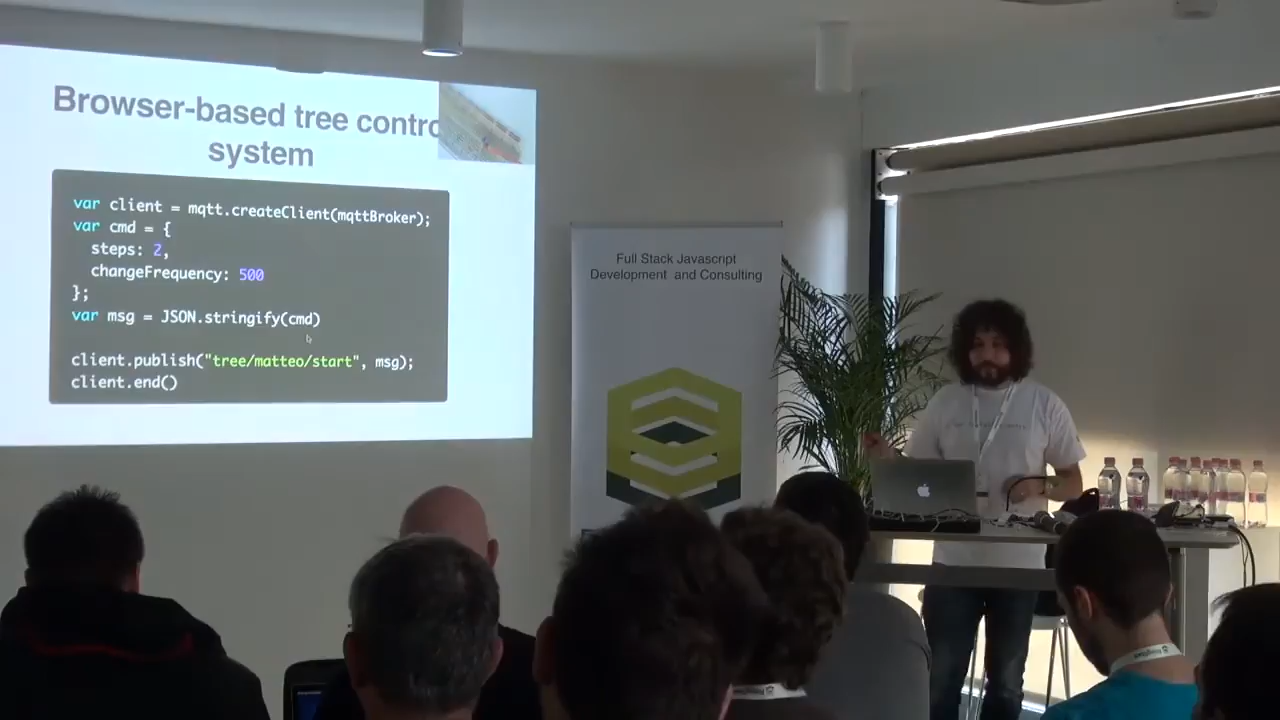 Browser-based tree contro
system
var client = mqtt.createClient(mqttBroker);
var cmd = {
steps: 2,
changeFrequency: 500
};
var msg = JSON.stringify(cmd)
client.publish("tree/matteo/start", msg);
client.end()
Full Stack Javascript
Development and Consulting